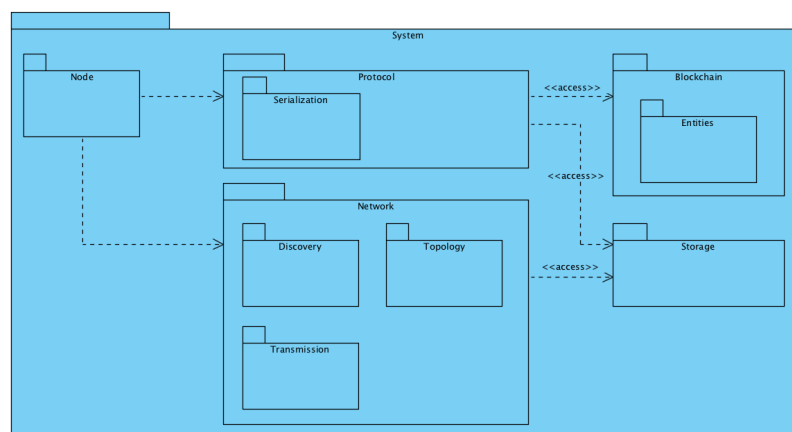 System
Node
Protocol
Serialization
<<access>>
Blockchain
Entities
<<access>>
Network
Discovery
Topology
Transmission
<<access>>
Storage